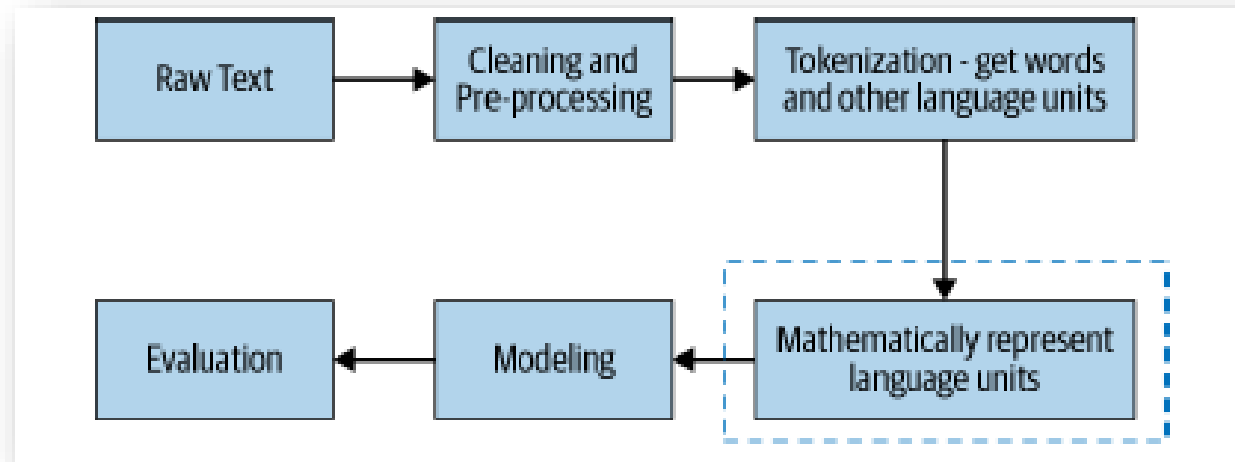 Raw Text
Cleaning and
Pre-processing
Tokenization - get words
and other language units
Mathematically represent
language units
Modeling
Evaluation